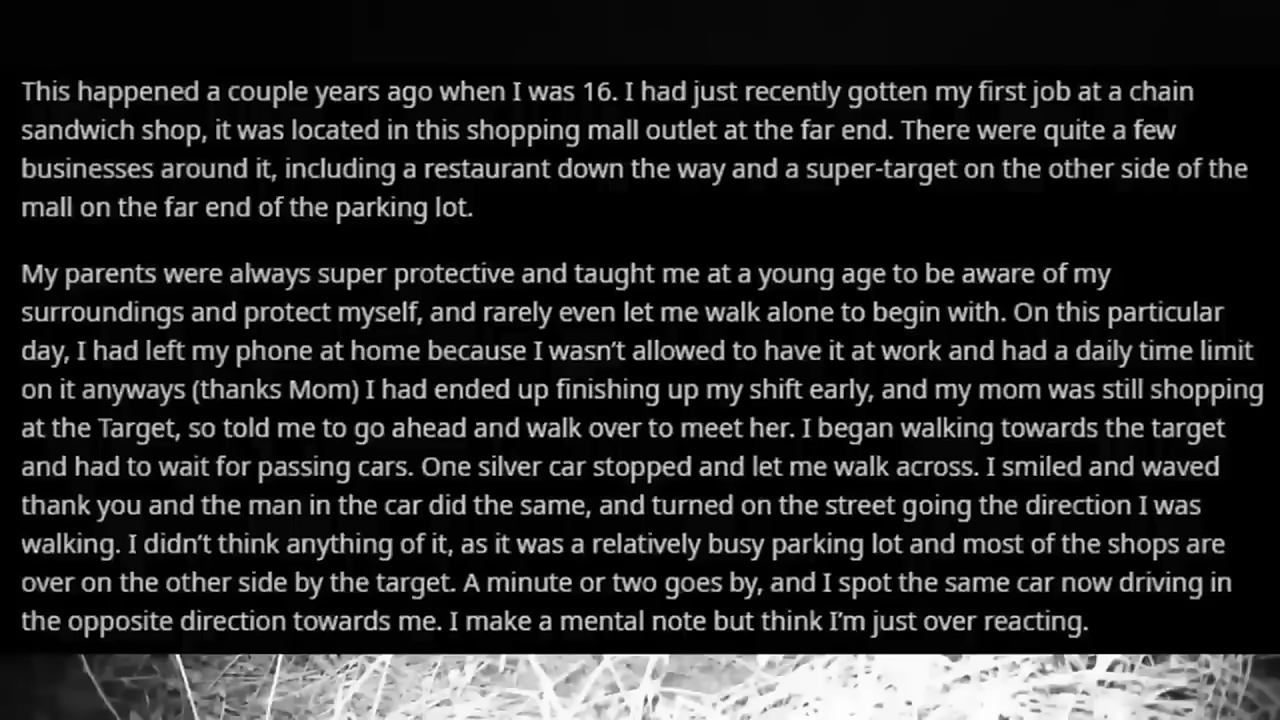 This happened a couple years ago when I was 16. I had just recently gotten my first job at a chain
sandwich shop, it was located in this shopping mall outlet at the far end. There were quite a few
businesses around it, including a restaurant down the way and a super-target on the other side of the
mall on the far end of the parking lot.
My parents were always super protective and taught me at a young age to be aware of my
surroundings and protect myself, and rarely even let me walk alone to begin with. On this particular
day, I had left my phone at home because I wasn’t allowed to have it at work and had a daily time limit
on it anyways (thanks Mom) I had ended up finishing up my shift early, and my mom was still shopping
at the Target, so told me to go ahead and walk over to meet her. I began walking towards the target
and had to wait for passing cars. One silver car stopped and let me walk across. I smiled and waved
thank you and the man in the car did the same, and turned on the street going the direction I was
walking. I didn’t think anything of it, as it was a relatively busy parking lot and most of the shops are
over on the other side by the target. A minute or two goes by, and I spot the same car now driving in
the opposite direction towards me. I make a mental note but think I’m just over reacting.